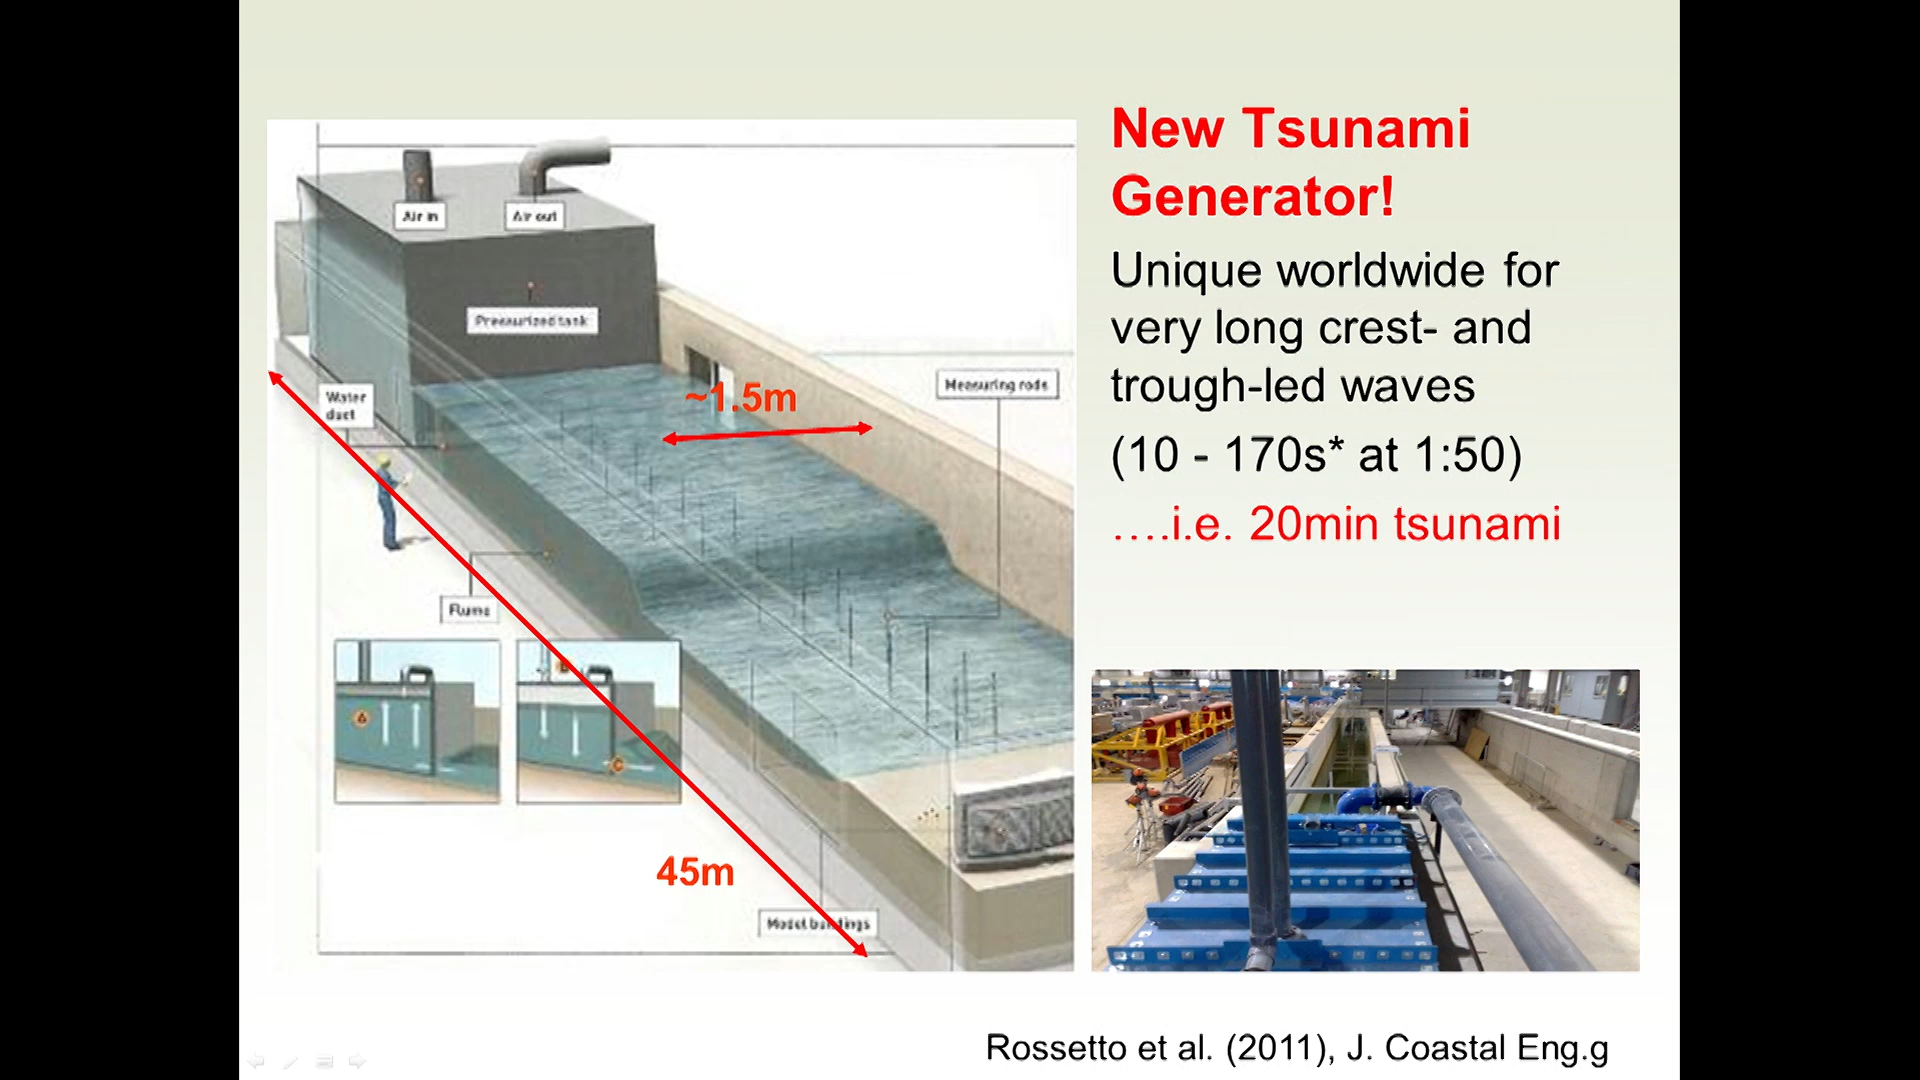 New Tsunami
Generator!
Unique worldwide for
very long crest- and
trough-led waves
(10 - 170s* at 1:50)
....i.e. 20min tsunami
Air in
Air out
Pressurized tank
Water
duct
~1.5m
Measuring rods
Flume
A
C
45m
Model buildings
Rossetto et al. (2011), J. Coastal Eng.g